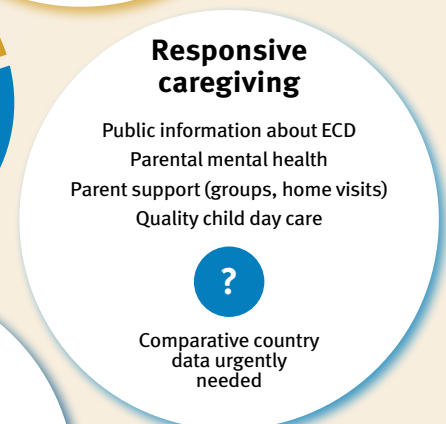 Responsive
caregiving
Public information about ECD
Parental mental health
Parent support (groups, home visits)
Quality child day care
?
Comparative country
data urgently
needed